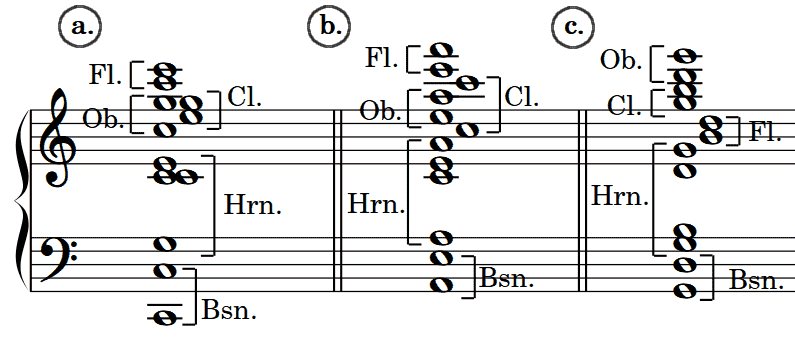 a.
Fl.
Ob.
Cl.
Hrn.
Bsn.
b.
Fl.
Ob.
Cl.
Hrn.
Bsn.
c.
Ob.
Cl.
Fl.
Hrn.
Bsn.